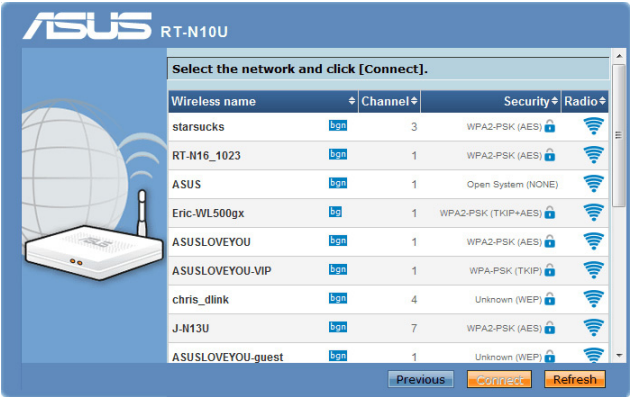 ASUS RT-N10U
Select the network and click [Connect].
Wireless name Channel Security Radio
starsucks bgn 3 WPA2-PSK (AES)
RT-N16_1023 bgn 1 WPA2-PSK (AES)
ASUS bgn 1 Open System (NONE)
Eric-WL500gx bg 1 WPA2-PSK (TKIP+AES)
ASUSLOVEYOU bgn 1 WPA2-PSK (AES)
ASUSLOVEYOU-VIP bgn 1 WPA-PSK (TKIP)
chris_dlink bgn 4 Unknown (WEP)
J-N13U bgn 7 WPA2-PSK (AES)
ASUSLOVEYOU-guest bgn 1 Unknown (WEP)
ASUS
Previous Connect Refresh